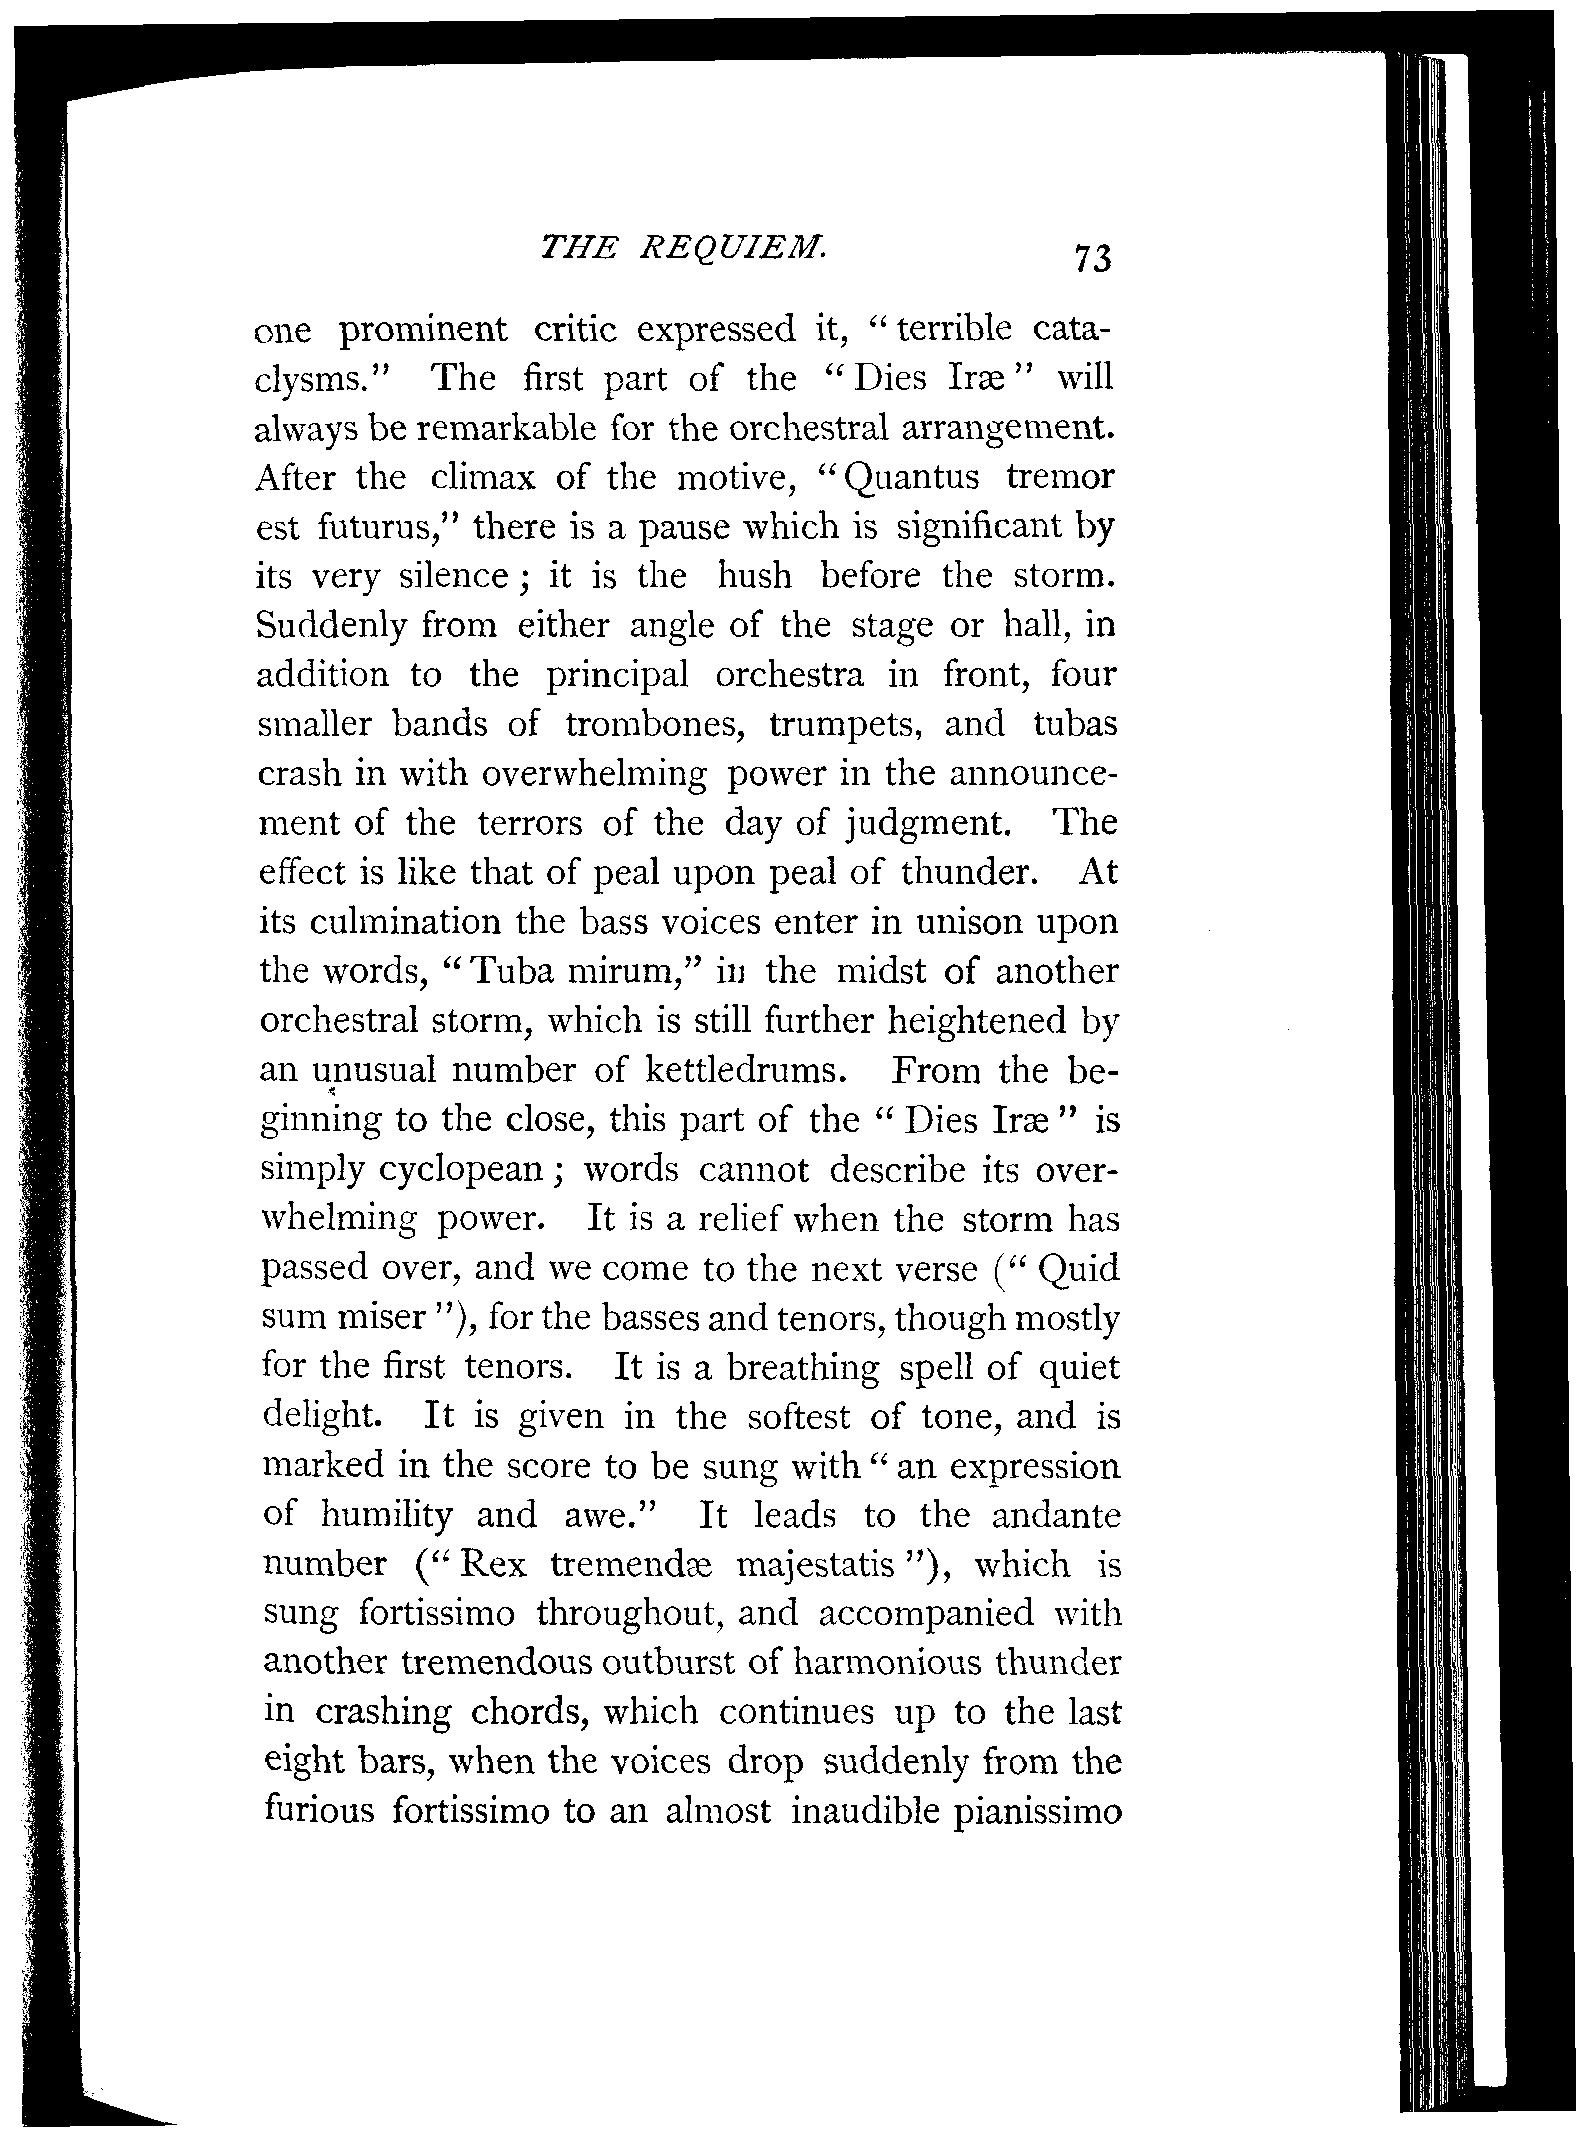 THE REQUIEM. 73
one prominent critic expressed it, “ terrible cata-
clysms.” The first part of the “ Dies Iræ ” will
always be remarkable for the orchestral arrangement.
After the climax of the motive, “ Quantus tremor
est futurus,” there is a pause which is significant by
its very silence ; it is the hush before the storm.
Suddenly from either angle of the stage or hall, in
addition to the principal orchestra in front, four
smaller bands of trombones, trumpets, and tubas
crash in with overwhelming power in the announce-
ment of the terrors of the day of judgment. The
effect is like that of peal upon peal of thunder. At
its culmination the bass voices enter in unison upon
the words, “ Tuba mirum,” in the midst of another
orchestral storm, which is still further heightened by
an unusual number of kettledrums. From the be-
ginning to the close, this part of the “ Dies Iræ ” is
simply cyclopean ; words cannot describe its over-
whelming power. It is a relief when the storm has
passed over, and we come to the next verse (“ Quid
sum miser ”), for the basses and tenors, though mostly
for the first tenors. It is a breathing spell of quiet
delight. It is given in the softest of tone, and is
marked in the score to be sung with “ an expression
of humility and awe.” It leads to the andante
number (“ Rex tremendæ majestatis ”), which is
sung fortissimo throughout, and accompanied with
another tremendous outburst of harmonious thunder
in crashing chords, which continues up to the last
eight bars, when the voices drop suddenly from the
furious fortissimo to an almost inaudible pianissimo